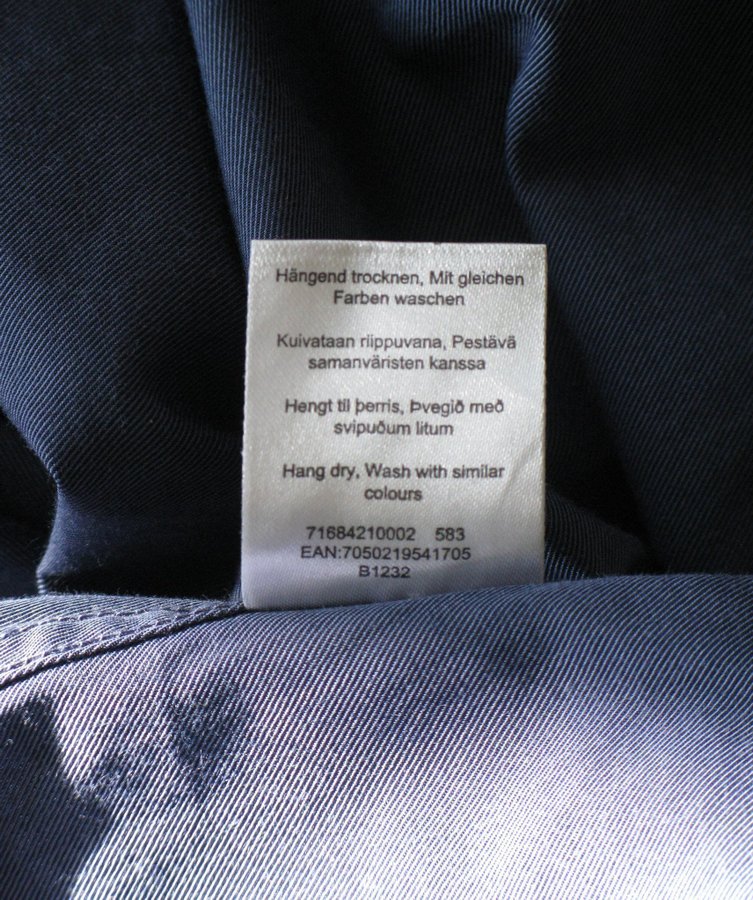 Hängend trocknen, Mit gleichen
Farben waschen
Kuivataan riippuvana, Pestävä
samanväristen kanssa
Hengt til þerris, Þvegið með
svipuðum litum
Hang dry, Wash with similar
colours
71684210002 583
EAN:7050219541705
B1232